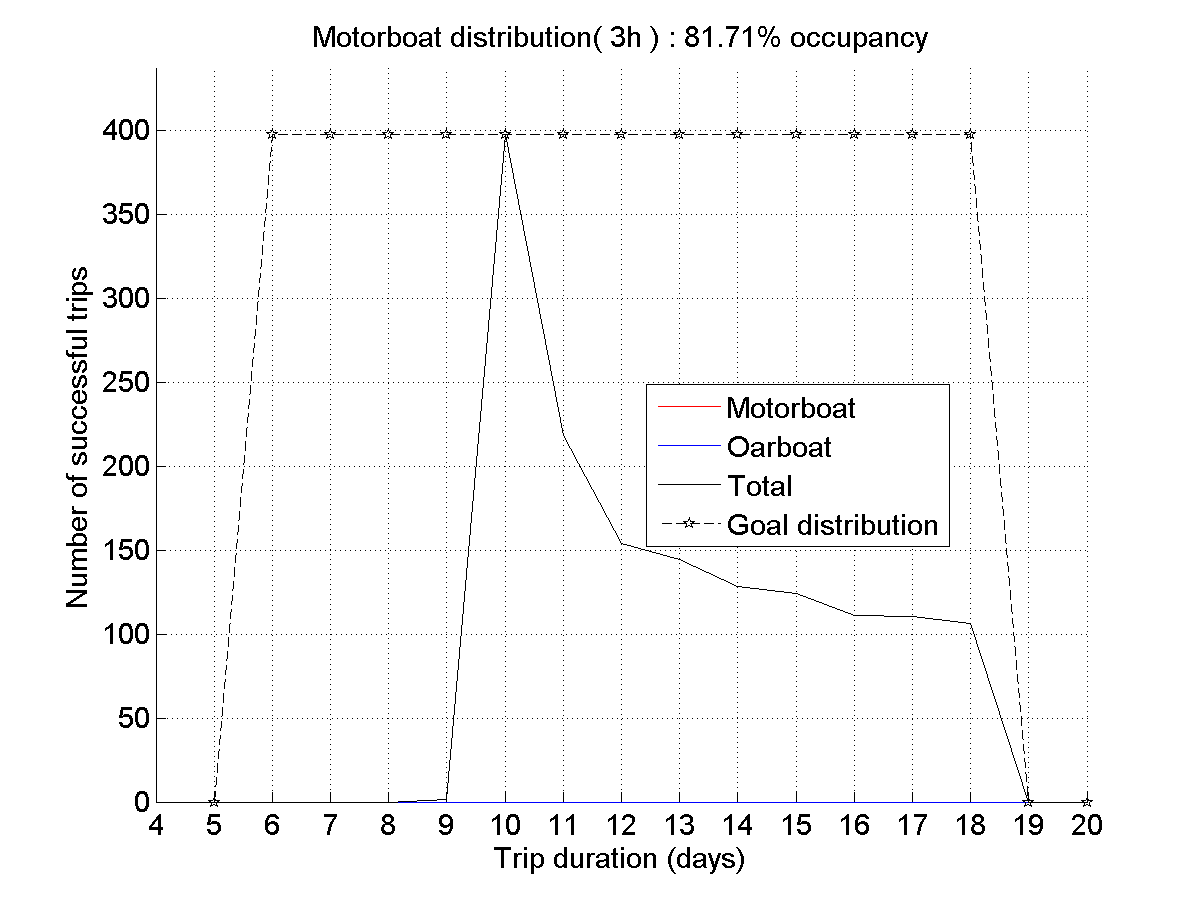 Motorboat distribution( 3h ) : 81.71% occupancy
Number of successful trips
400
350
300
250
200
150
100
50
0
Motorboat
Oarboat
Total
Goal distribution
4 5 6 7 8 9 10 11 12 13 14 15 16 17 18 19 20
Trip duration (days)